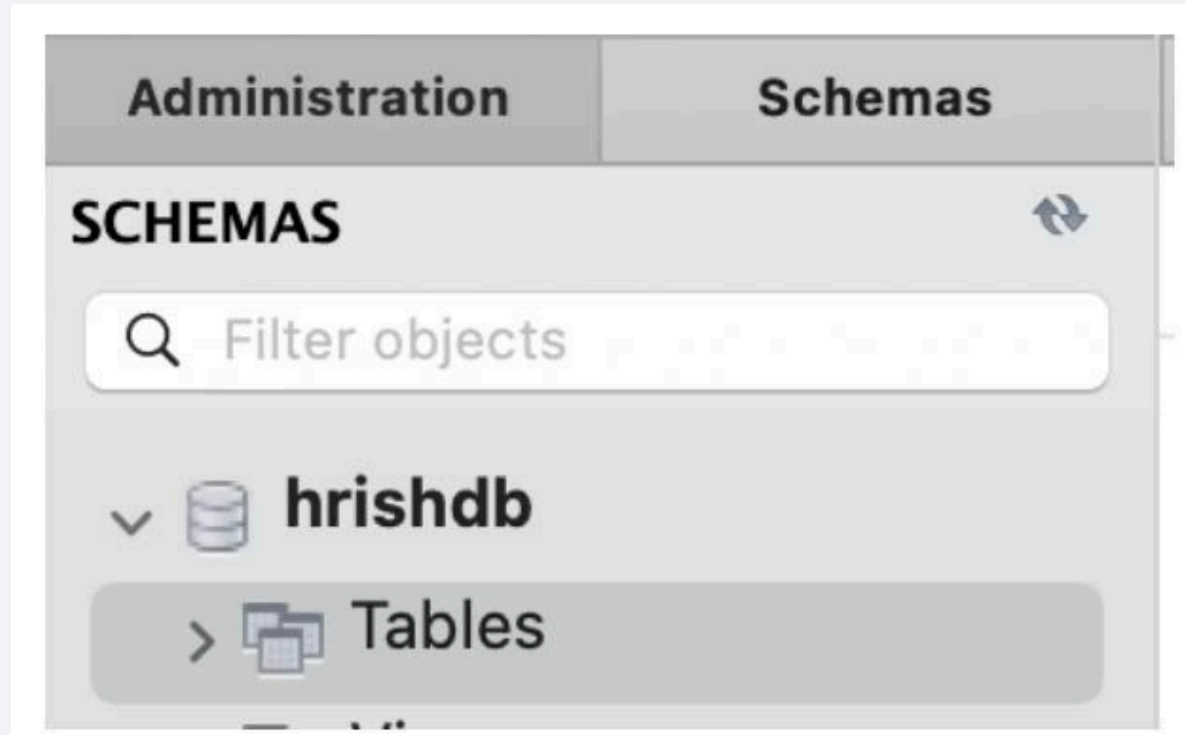 Administration Schemas
SCHEMAS
Filter objects
hrishdb
Tables